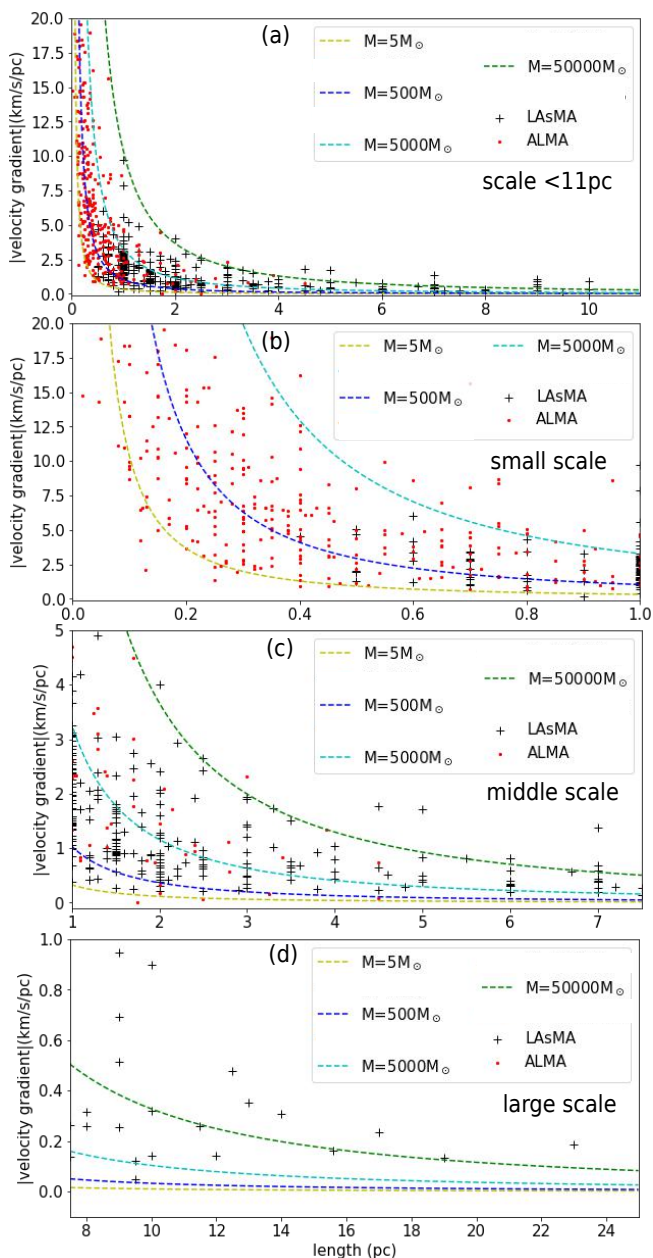 (a)
M=5M⊙
M=500M⊙
M=5000M⊙
M=50000M⊙
LAsMA
ALMA
scale <11pc
|velocity gradient|(km/s/pc)
20.0
17.5
15.0
12.5
10.0
7.5
5.0
2.5
0.0
0 2 4 6 8 10
(b)
M=5M⊙
M=500M⊙
M=5000M⊙
LAsMA
ALMA
small scale
|velocity gradient|(km/s/pc)
20.0
17.5
15.0
12.5
10.0
7.5
5.0
2.5
0.0
0.0 0.2 0.4 0.6 0.8 1.0
(c)
M=5M⊙
M=500M⊙
M=5000M⊙
M=50000M⊙
LAsMA
ALMA
middle scale
|velocity gradient|(km/s/pc)
5
4
3
2
1
0
1 2 3 4 5 6 7
(d)
M=5M⊙
M=500M⊙
M=5000M⊙
M=50000M⊙
LAsMA
ALMA
large scale
|velocity gradient|(km/s/pc)
1.0
0.8
0.6
0.4
0.2
0.0
8 10 12 14 16 18 20 22 24
length (pc)